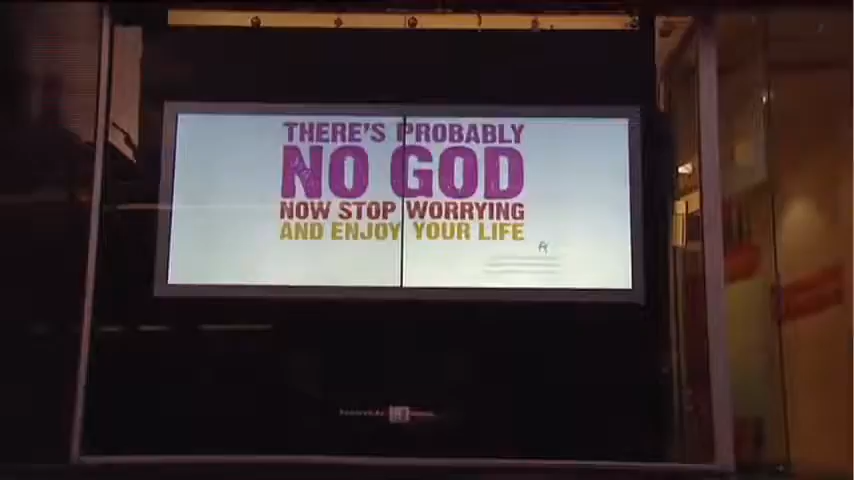 THERE'S PROBABLY
NO GOD
NOW STOP WORRYING
AND ENJOY YOUR LIFE